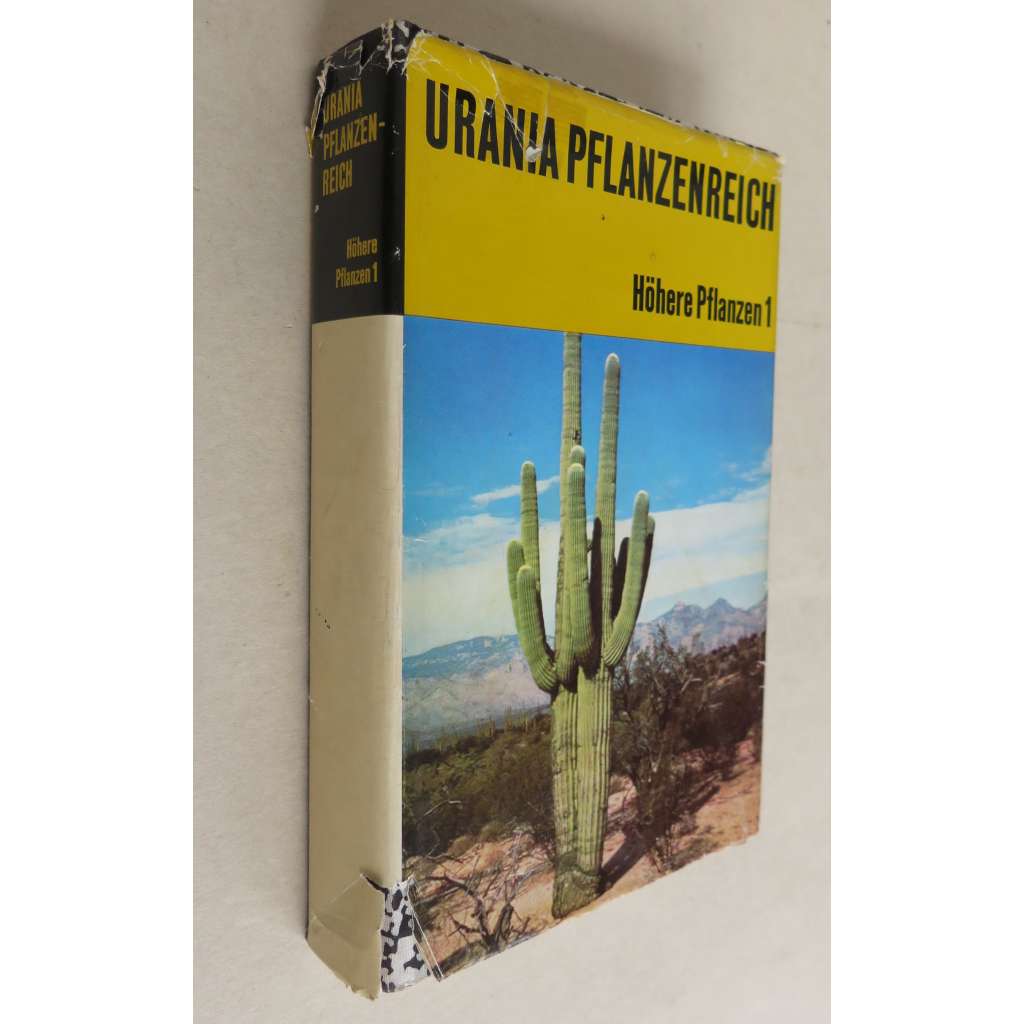 URANIA
PFLANZEN-
REICH
Höhere
Pflanzen 1
URANIA PFLANZENREICH
Höhere Pflanzen 1